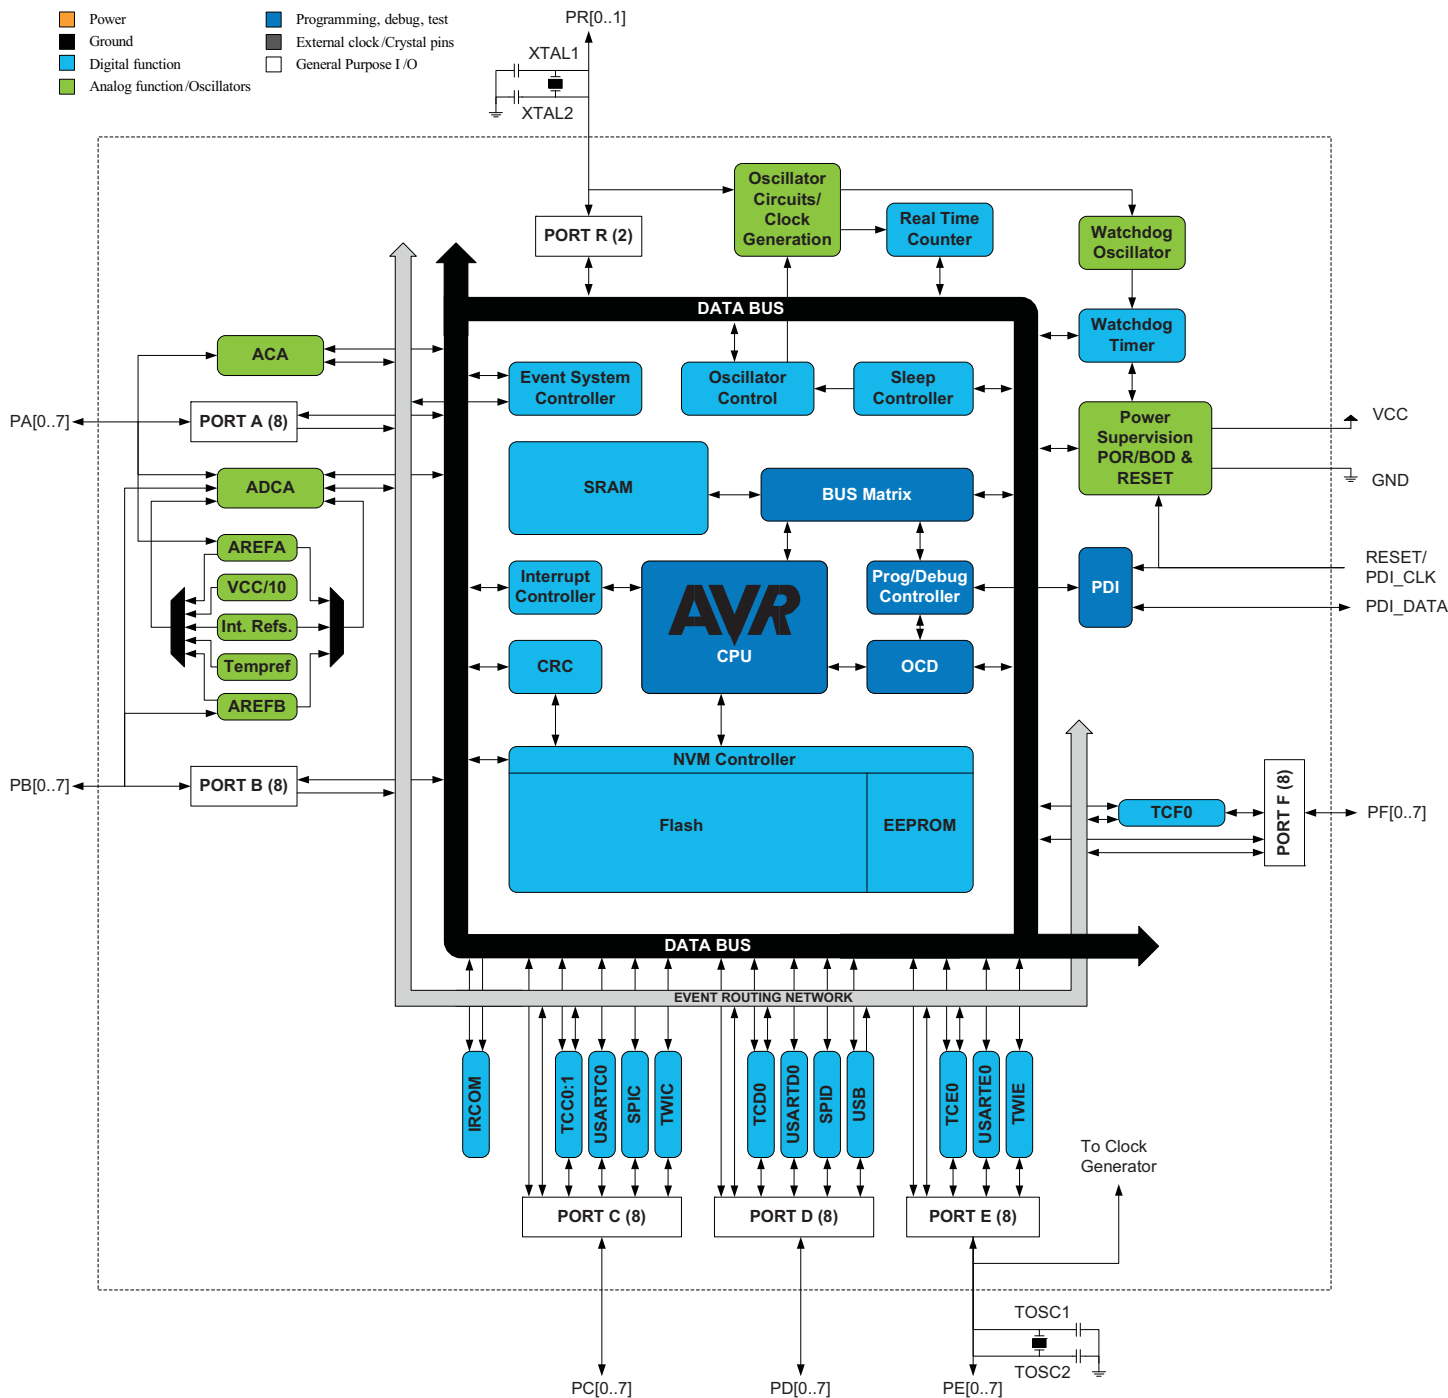 Power
Ground
Digital function
Analog function/Oscillators
Programming, debug, test
External clock/Crystal pins
General Purpose I/O
PR[0..1]
XTAL1
XTAL2
PORT R (2)
Oscillator
Circuits/
Clock
Generation
Real Time
Counter
Watchdog
Oscillator
DATA BUS
Watchdog
Timer
ACA
Event System
Controller
Oscillator
Control
Sleep
Controller
PA[0..7]
PORT A (8)
Power
Supervision
POR/BOD &
RESET
VCC
GND
ADCA
SRAM
BUS Matrix
AREFA
VCC/10
Int. Refs.
Tempref
AREFB
Interrupt
Controller
AVR
CPU
Prog/Debug
Controller
PDI
RESET/
PDI_CLK
PDI_DATA
CRC
OCD
NVM Controller
Flash
EEPROM
PB[0..7]
PORT B (8)
TCF0
PORT F (8)
PF[0..7]
DATA BUS
EVENT ROUTING NETWORK
IRCOM
TCC0:1
USARTC0
SPIC
TWIC
TCD0
USARTD0
SPID
USB
TCE0
USARTE0
TWIE
To Clock
Generator
PORT C (8)
PORT D (8)
PORT E (8)
TOSC1
TOSC2
PC[0..7]
PD[0..7]
PE[0..7]